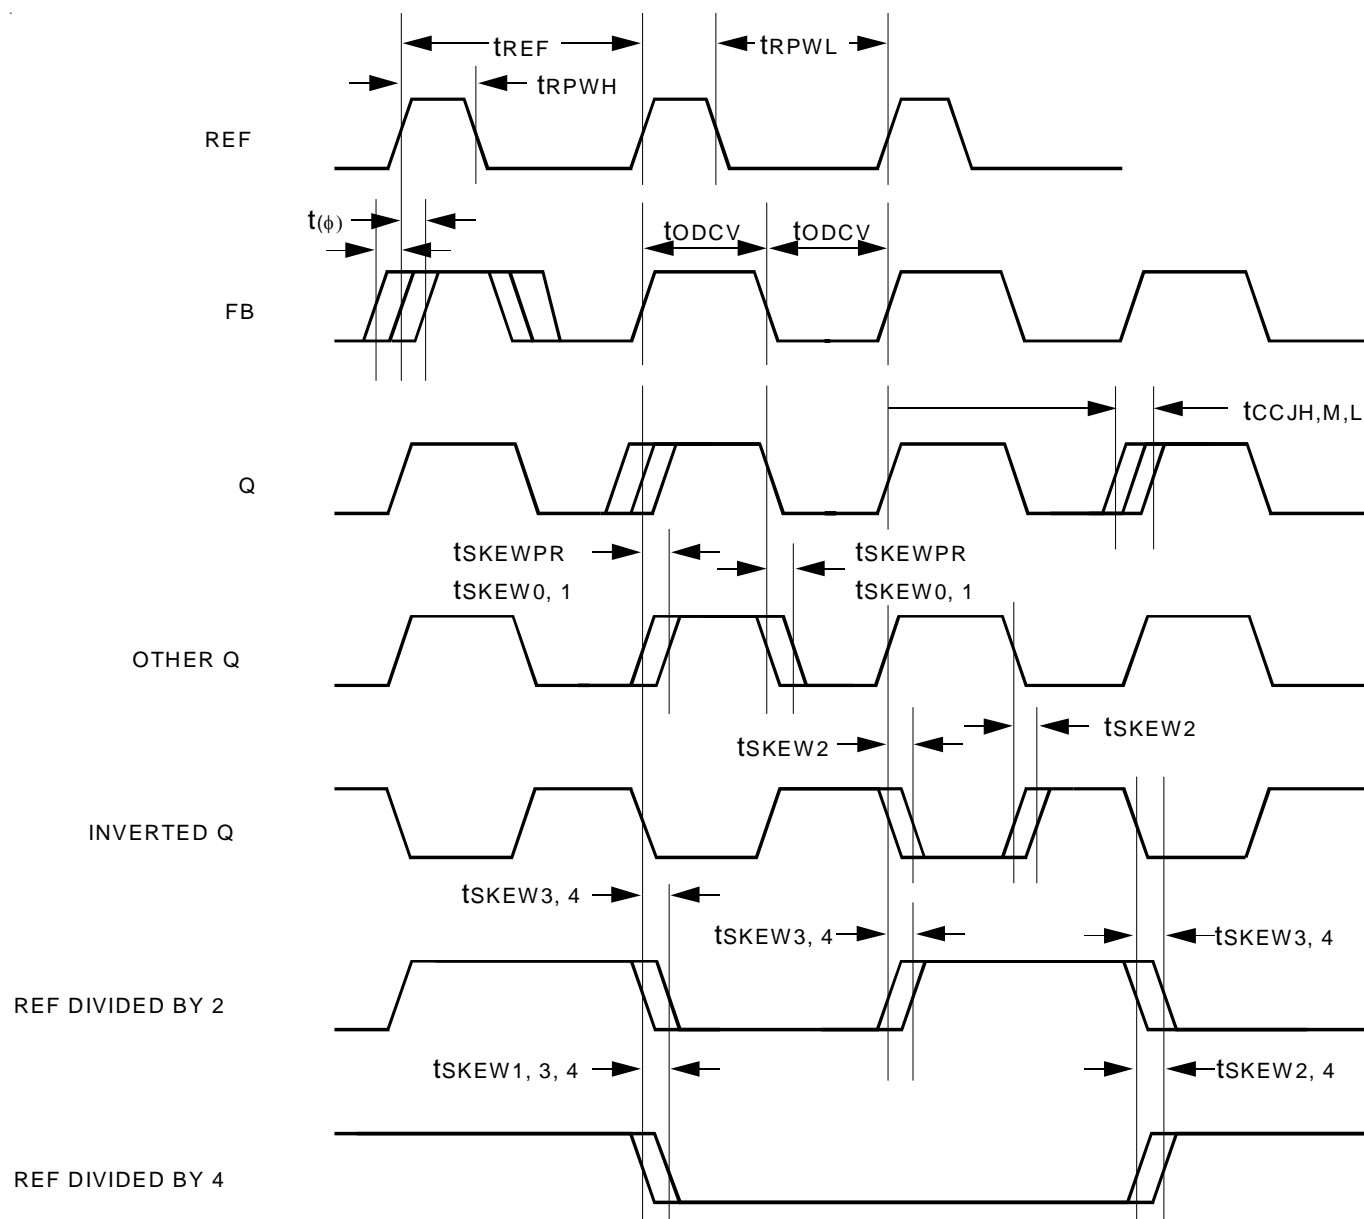 tREF
tRPWL
tRPWH
REF
t(ϕ)
tODCV
tODCV
FB
tCCJH,M,L
Q
tSKEWPR
tSKEW0, 1
tSKEWPR
tSKEW0, 1
OTHER Q
tSKEW2
tSKEW2
INVERTED Q
tSKEW3, 4
tSKEW3, 4
tSKEW3, 4
REF DIVIDED BY 2
tSKEW1, 3, 4
tSKEW2, 4
REF DIVIDED BY 4